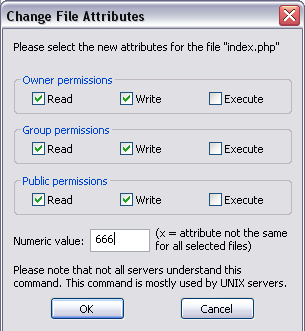 Change File Attributes
Please select the new attributes for the file "index.php"
Owner permissions
Read Write Execute
Group permissions
Read Write Execute
Public permissions
Read Write Execute
Numeric value: 666 (x = attribute not the same
for all selected files)
Please note that not all servers understand this
command. This command is mostly used by UNIX servers.
OK Cancel